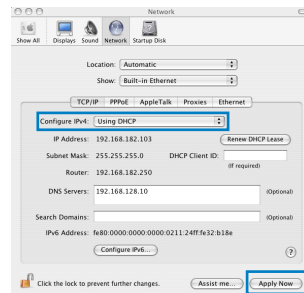 Network
Show All Displays Sound Network Startup Disk
Location: Automatic
Show: Built-in Ethernet
TCP/IP PPPoE AppleTalk Proxies Ethernet
Configure IPv4: Using DHCP
IP Address: 192.168.182.103 Renew DHCP Lease
Subnet Mask: 255.255.255.0 DHCP Client ID:
(If required)
Router: 192.168.182.250
DNS Servers: 192.168.128.10 (Optional)
Search Domains: (Optional)
IPv6 Address: fe80:0000:0000:0000:0211:24ff:fe32:b18e
Configure IPv6... ?
Click the lock to prevent further changes. Assist me... Apply Now